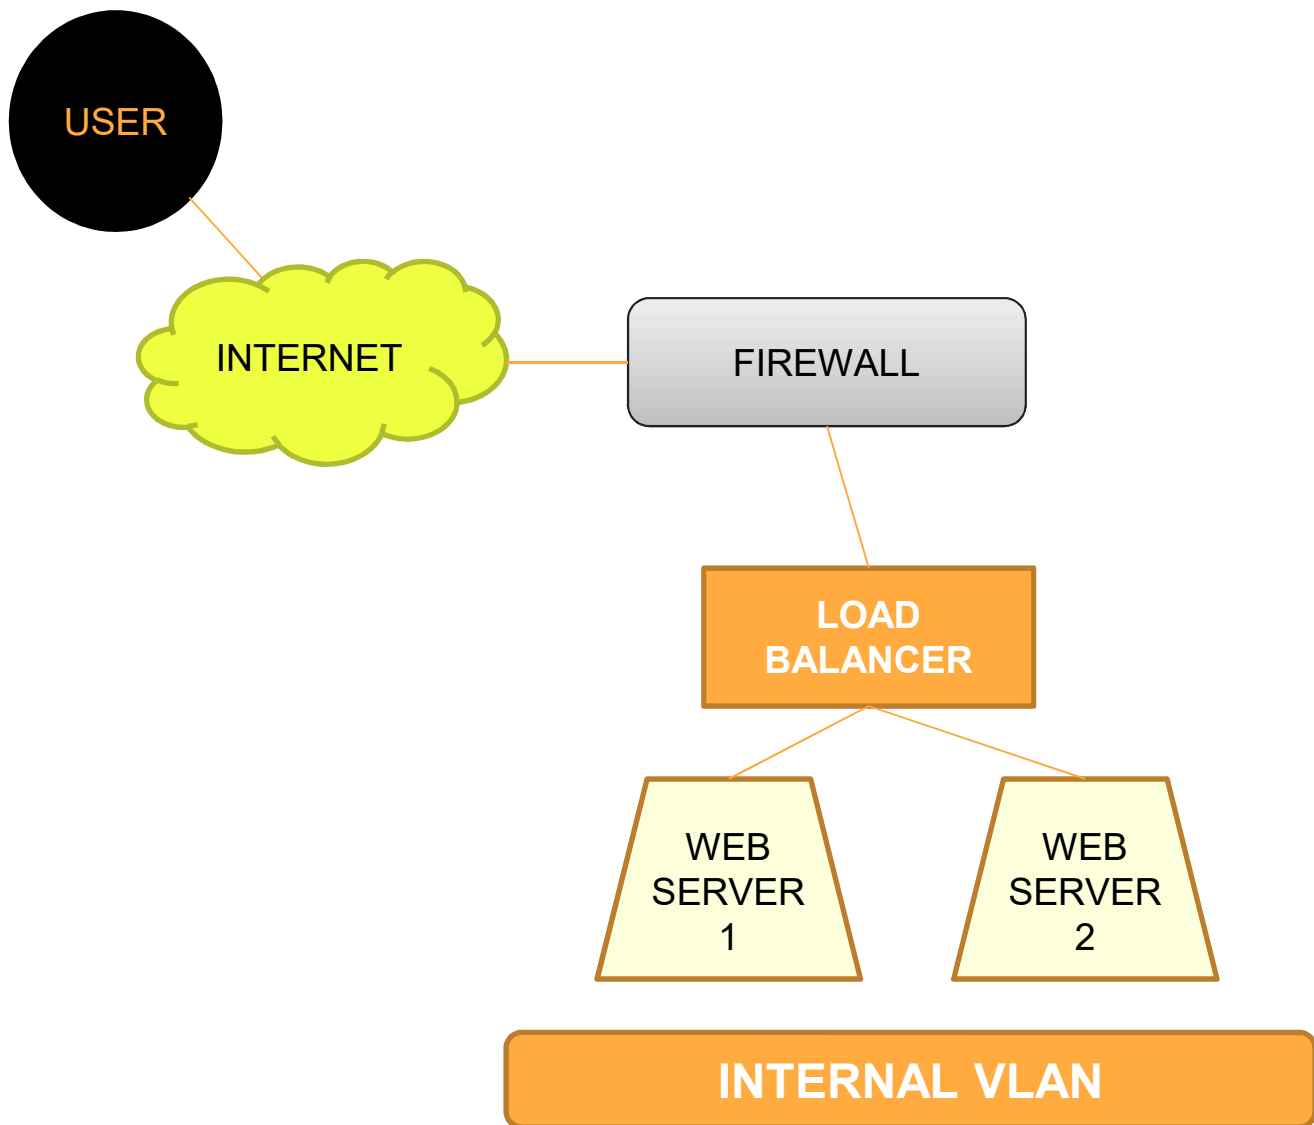 USER
INTERNET
FIREWALL
LOAD
BALANCER
WEB
SERVER
1
WEB
SERVER
2
INTERNAL VLAN